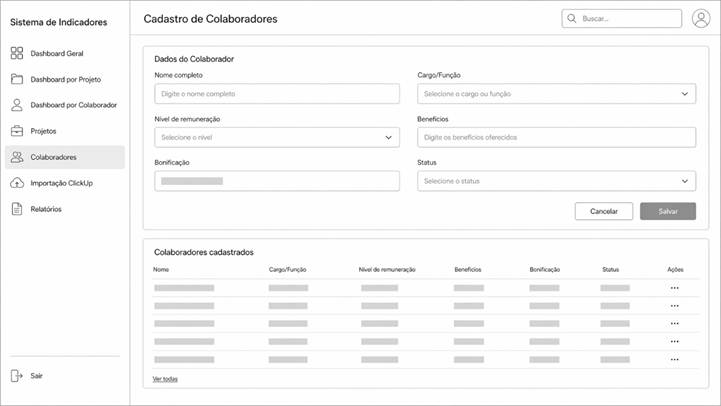 Sistema de Indicadores
Dashboard Geral
Dashboard por Projeto
Dashboard por Colaborador
Projetos
Colaboradores
Importação ClickUp
Relatórios
Sair
Cadastro de Colaboradores
Buscar...
Dados do Colaborador
Nome completo
Cargo/Função
Digite o nome completo
Selecione o cargo ou função
Nível de remuneração
Benefícios
Selecione o nível
Digite os benefícios oferecidos
Bonificação
Status
Selecione o status
Cancelar
Salvar
Colaboradores cadastrados
Nome Cargo/Função Nível de remuneração Benefícios Bonificação Status Ações
Ver todas